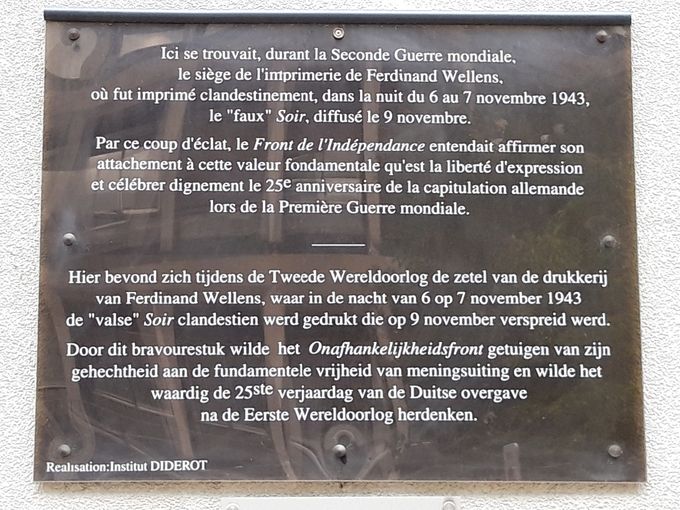 Ici se trouvait, durant la Seconde Guerre mondiale,
le siège de l'imprimerie de Ferdinand Wellens,
où fut imprimé clandestinement, dans la nuit du 6 au 7 novembre 1943,
le "faux" Soir, diffusé le 9 novembre.
Par ce coup d'éclat, le Front de l'Indépendance entendait affirmer son
attachement à cette valeur fondamentale qu'est la liberté d'expression
et célébrer dignement le 25e anniversaire de la capitulation allemande
lors de la Première Guerre mondiale.
Hier bevond zich tijdens de Tweede Wereldoorlog de zetel van de drukkerij
van Ferdinand Wellens, waar in de nacht van 6 op 7 november 1943
de "valse" Soir clandestien werd gedrukt die op 9 november verspreid werd.
Door dit bravourestuk wilde het Onafhankelijkheidsfront getuigen van zijn
gehechtheid aan de fundamentele vrijheid van meningsuiting en wilde het
waardig de 25ste verjaardag van de Duitse overgave
na de Eerste Wereldoorlog herdenken.
Realisation:Institut DIDEROT